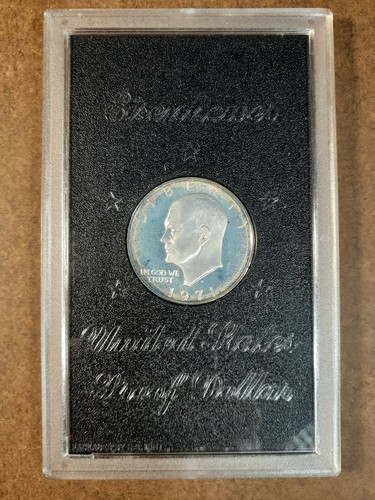 Eisenhower
LIBERTY
IN GOD WE
TRUST
1971
United States
Proof Dollar